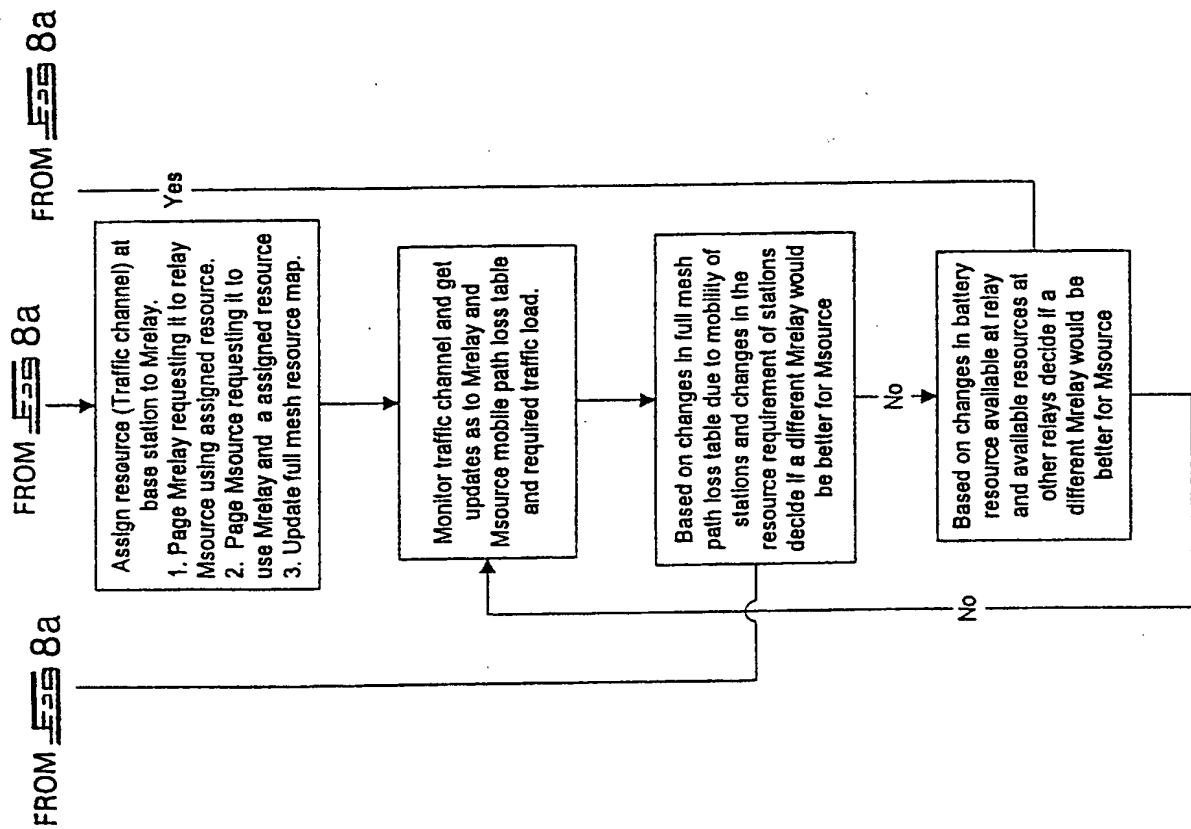 FROM Fig 8a
FROM Fig 8a
FROM Fig 8a
Assign resource (Traffic channel) at
base station to Mrelay.
1. Page Mrelay requesting it to relay
Msource using assigned resource.
2. Page Msource requesting it to
use Mrelay and a assigned resource
3. Update full mesh resource map.
Yes
Monitor traffic channel and get
updates as to Mrelay and
Msource mobile path loss table
and required traffic load.
Based on changes in full mesh
path loss table due to mobility of
stations and changes in the
resource requirement of stations
decide if a different Mrelay would
be better for Msource
No
No
Based on changes in battery
resource available at relay
and available resources at
other relays decide if a
different Mrelay would be
better for Msource